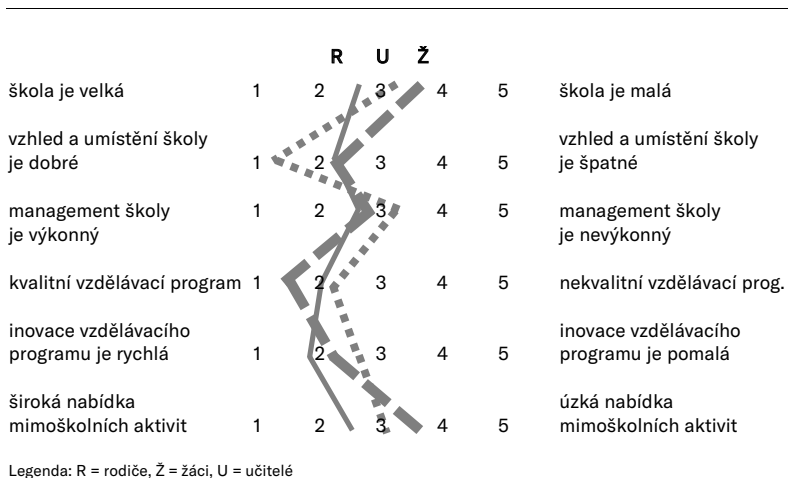 R U Ž
škola je velká 1 2 3 4 5 škola je malá
vzhled a umístění školy vzhled a umístění školy
je dobré 1 2 3 4 5 je špatné
management školy 1 2 3 4 5 management školy
je výkonný je nevýkonný
kvalitní vzdělávací program 1 2 3 4 5 nekvalitní vzdělávací prog.
inovace vzdělávacího inovace vzdělávacího
programu je rychlá 1 2 3 4 5 programu je pomalá
široká nabídka úzká nabídka
mimoškolních aktivit 1 2 3 4 5 mimoškolních aktivit
Legenda: R = rodiče, Ž = žáci, U = učitelé